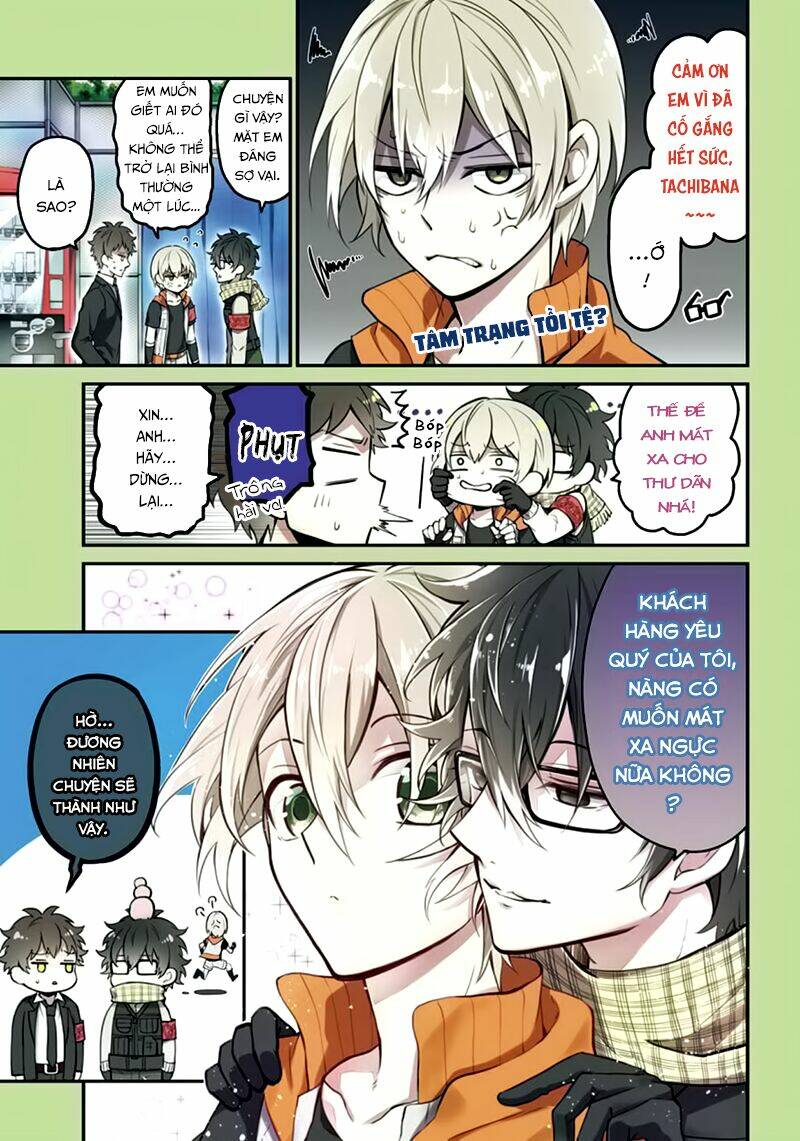 CẢM ƠN
EM VÌ ĐÃ
CỐ GẮNG
HẾT SỨC,
TACHIBANA
~~~
...Ớ
!
TÂM TRẠNG TỒI TỆ?
CHUYỆN
GÌ VẬY?
MẶT EM
ĐÁNG
SỢ VẠI.
EM MUỐN
GIẾT AI ĐÓ
QUÁ...
KHÔNG THỂ
TRỞ LẠI BÌNH
THƯỜNG
MỘT LÚC...
LÀ
SAO?
THẾ ĐỂ
ANH MÁT
XA CHO
THƯ DÃN
NHÁ!
Bóp
Bóp
PHỤT
Trông
hài vđ!
XIN...
ANH...
HÃY
DỪNG
LẠI...
KHÁCH
HÀNG YÊU
QUÝ CỦA TÔI,
NÀNG CÓ
MUỐN MÁT
XA NGỰC
NỮA KHÔNG
?
HỜ...
ĐƯƠNG
NHIÊN
CHUYỆN SẼ
THÀNH NHƯ
VẬY.